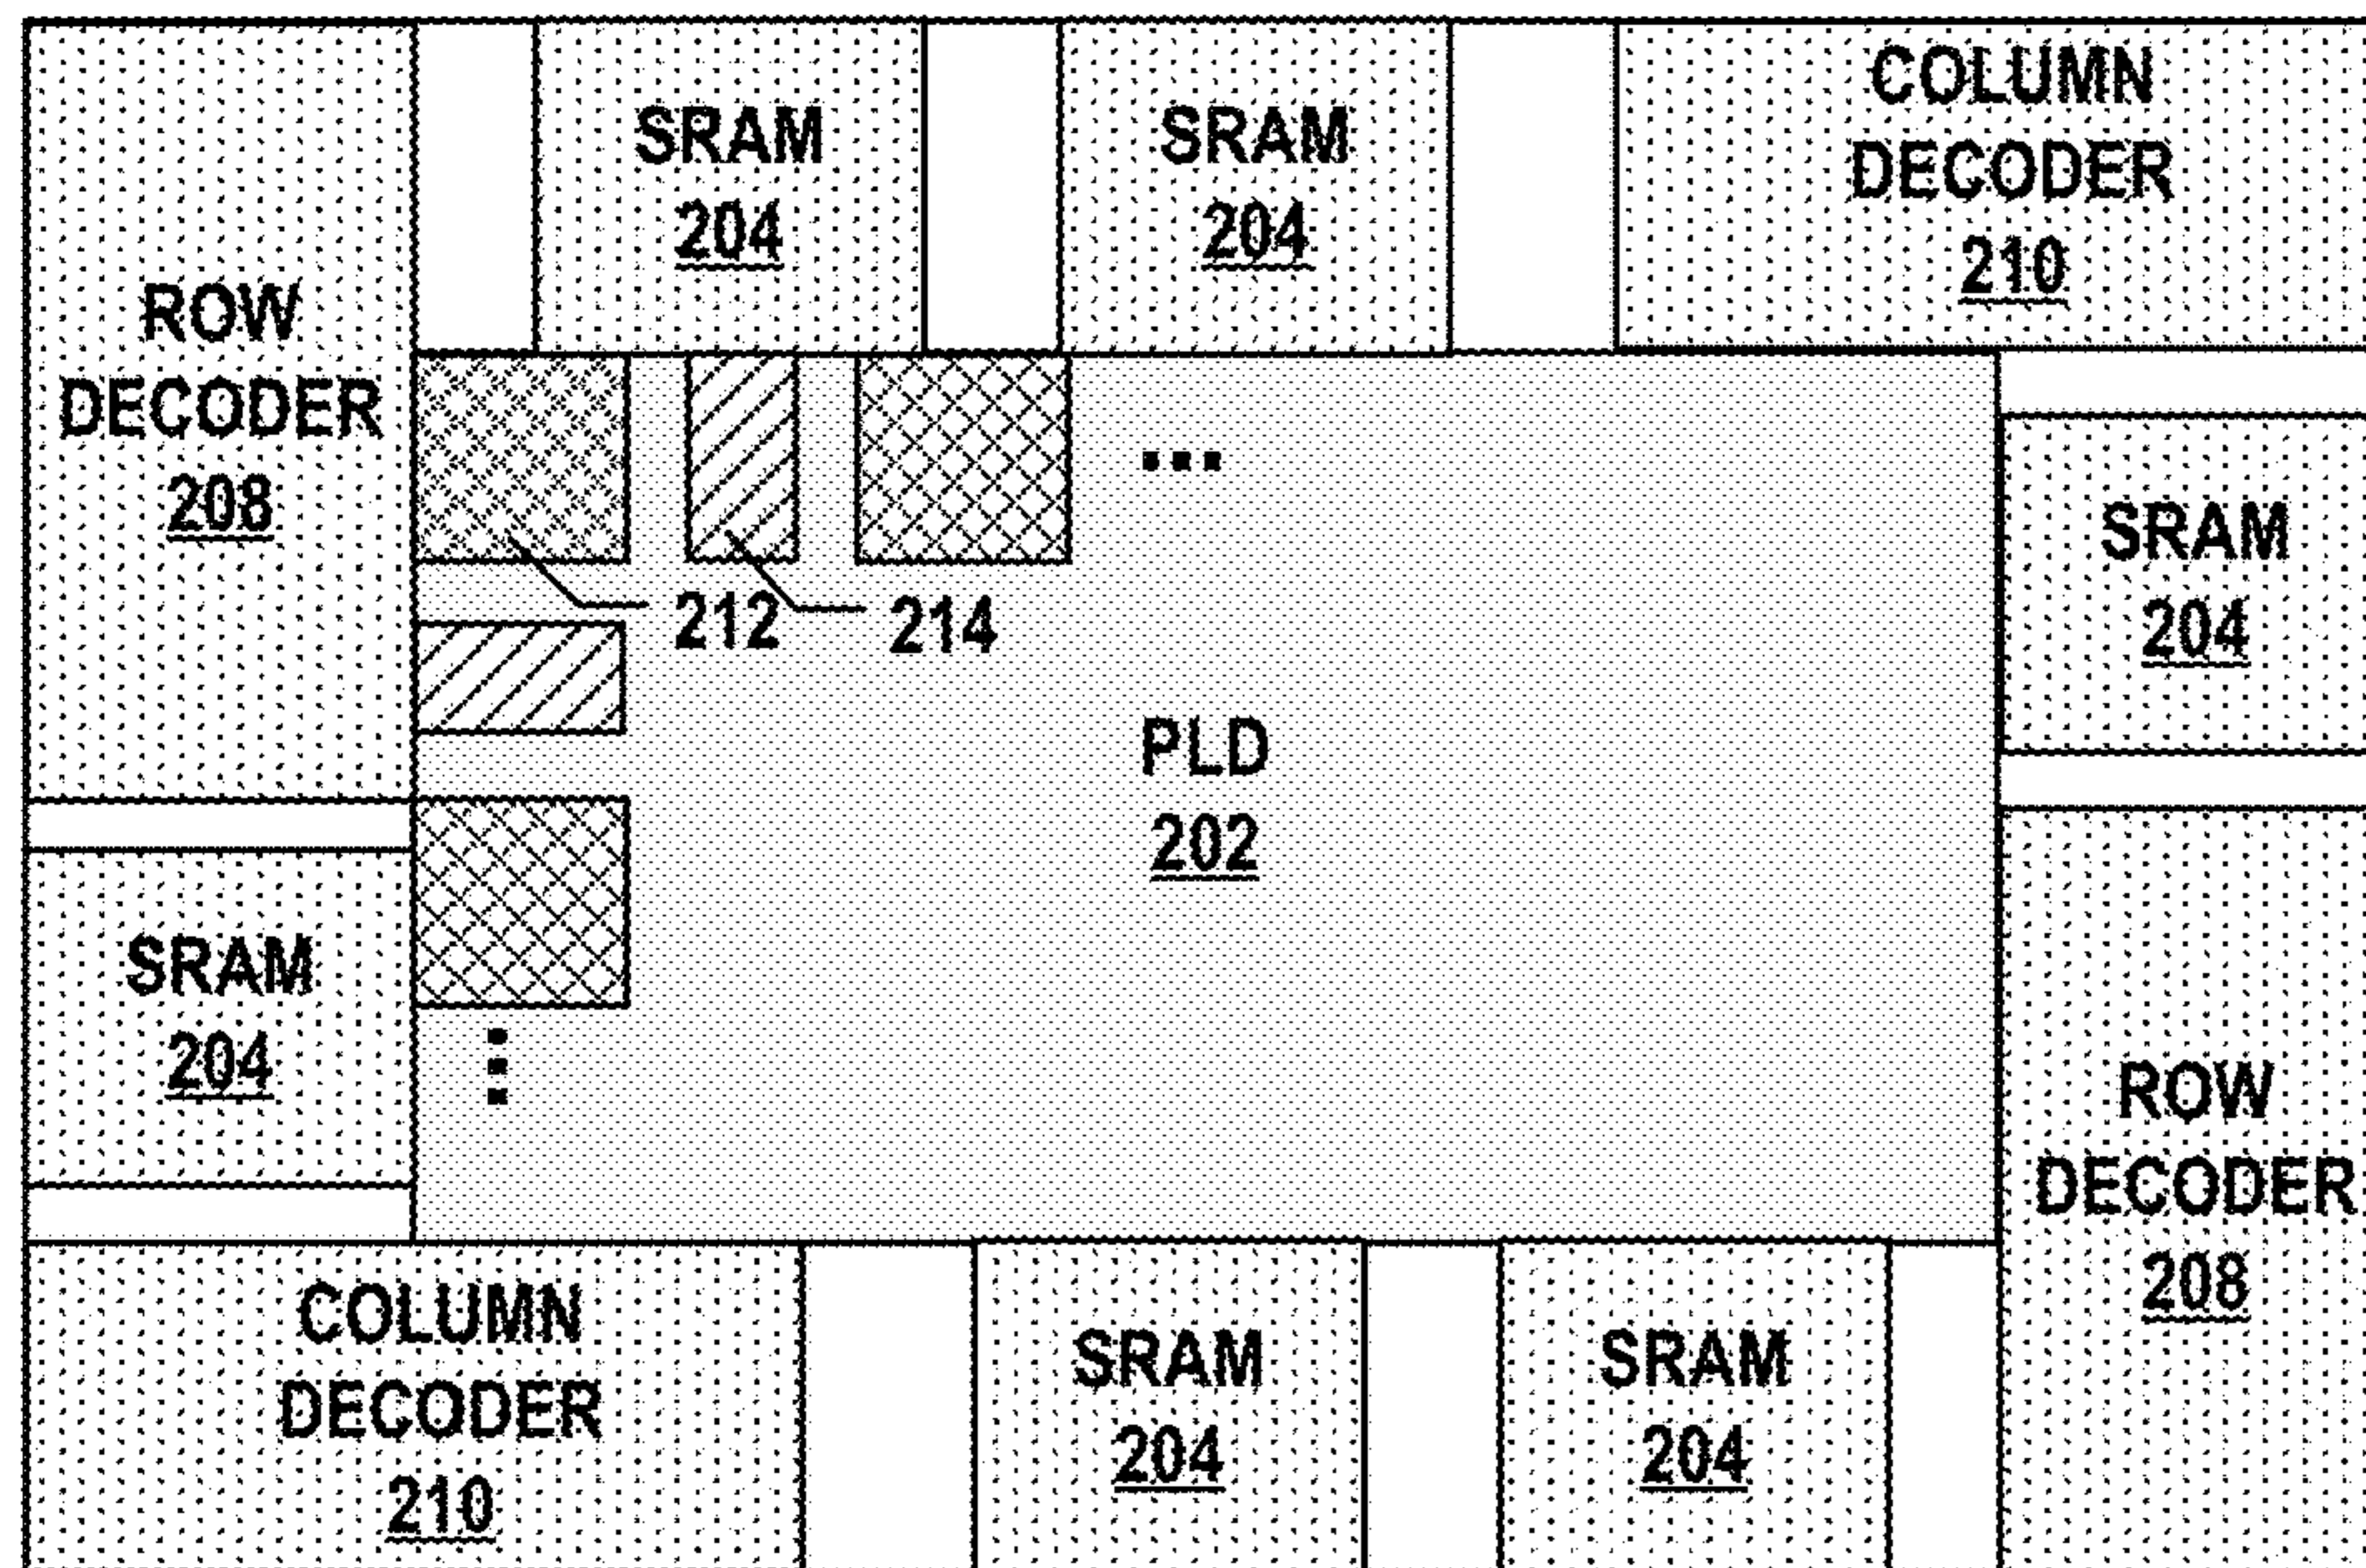 SRAM
204
SRAM
204
COLUMN
DECODER
210
ROW
DECODER
208
...
SRAM
204
212
214
PLD
202
SRAM
204
...
ROW
DECODER
208
COLUMN
DECODER
210
SRAM
204
SRAM
204